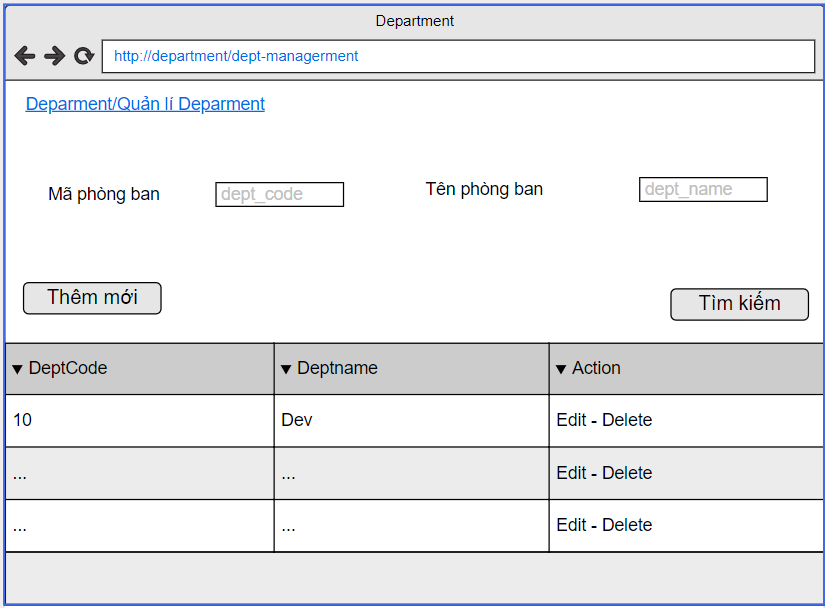 Department
http://department/dept-managerment
Deparment/Quản lí Deparment
Mã phòng ban dept_code Tên phòng ban dept_name
Thêm mới Tìm kiếm
DeptCode Deptname Action
10 Dev Edit - Delete
... ... Edit - Delete
... ... Edit - Delete